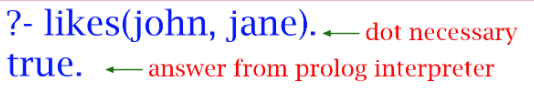 ?- likes(john, jane). dot necessary
true. answer from prolog interpreter